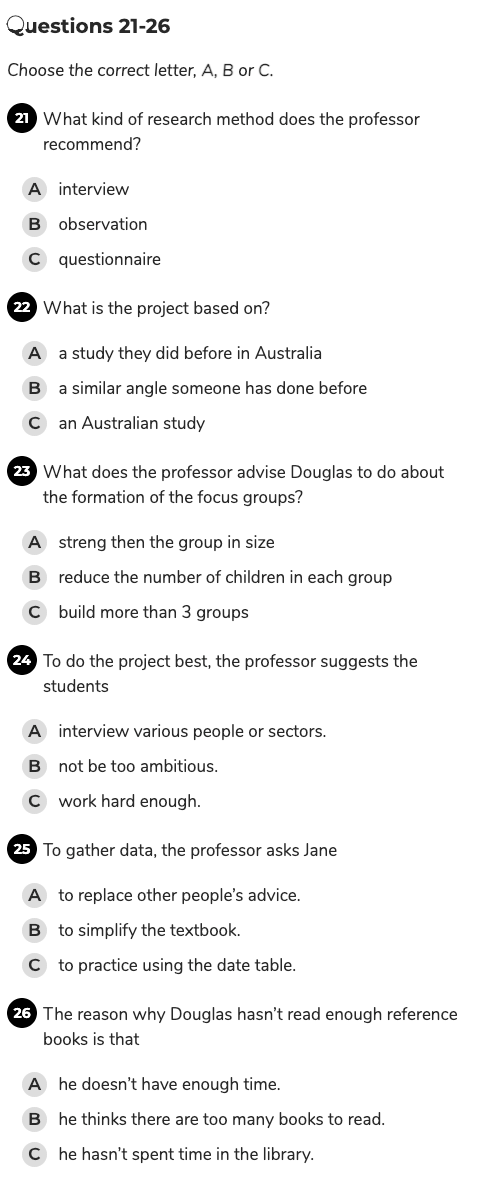 Questions 21-26
Choose the correct letter, A, B or C.
21 What kind of research method does the professor
recommend?
A interview
B observation
C questionnaire
22 What is the project based on?
A a study they did before in Australia
B a similar angle someone has done before
C an Australian study
23 What does the professor advise Douglas to do about
the formation of the focus groups?
A streng then the group in size
B reduce the number of children in each group
C build more than 3 groups
24 To do the project best, the professor suggests the
students
A interview various people or sectors.
B not be too ambitious.
C work hard enough.
25 To gather data, the professor asks Jane
A to replace other people's advice.
B to simplify the textbook.
C to practice using the date table.
26 The reason why Douglas hasn't read enough reference
books is that
A he doesn't have enough time.
B he thinks there are too many books to read.
C he hasn't spent time in the library.